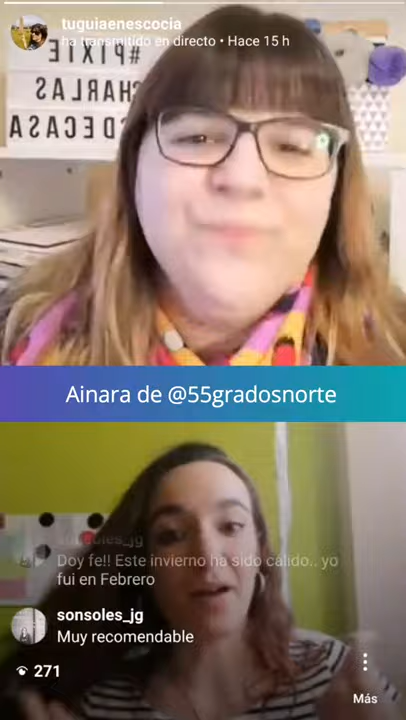 tuguiaenescocia
ha transmitido en directo • Hace 15 h
#PIXIE
CHARLAS
DECASA
Ainara de @55gradosnorte
sonsoles_jg
Doy fe!! Este invierno ha sido cálido.. yo
fui en Febrero
sonsoles_jg
Muy recomendable
271
Más